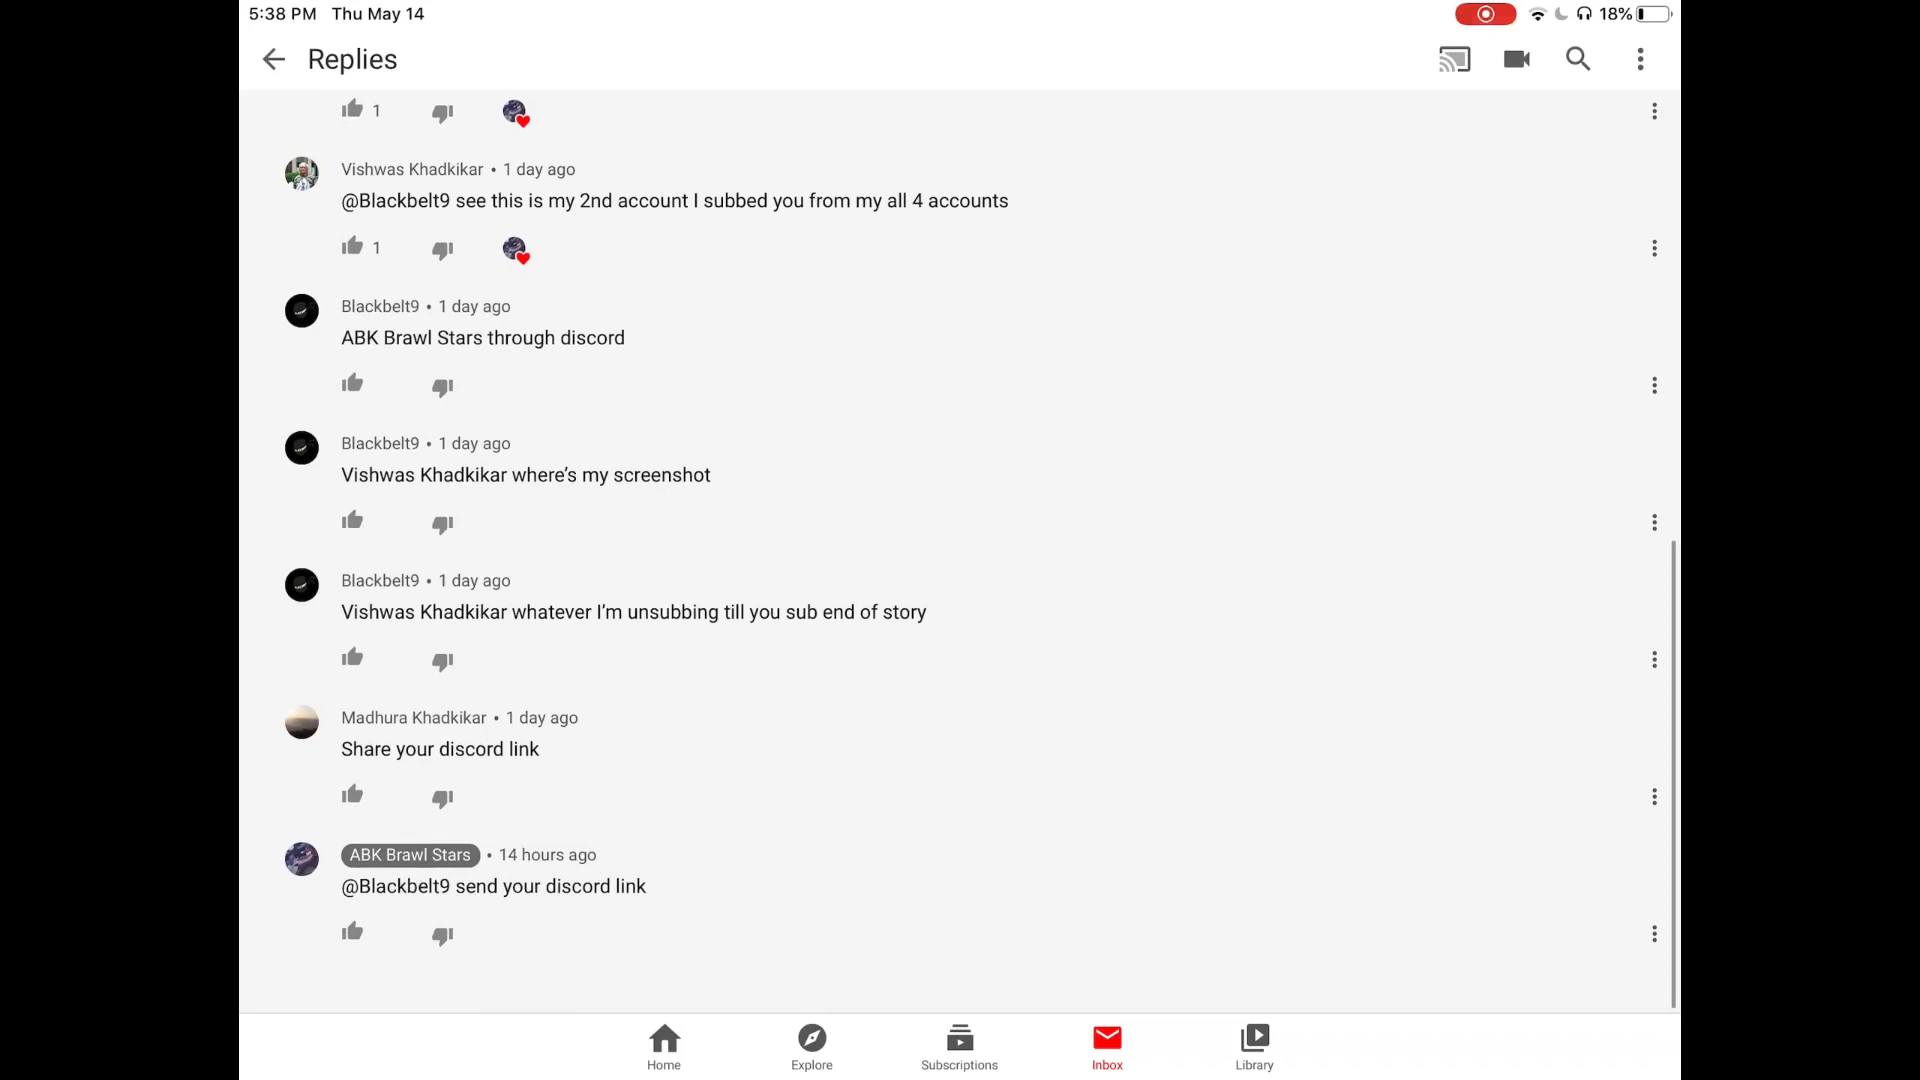 5:38 PM Thu May 14
18%
Replies
1
Vishwas Khadkikar • 1 day ago
@Blackbelt9 see this is my 2nd account I subbed you from my all 4 accounts
1
Blackbelt9 • 1 day ago
ABK Brawl Stars through discord
Blackbelt9 • 1 day ago
Vishwas Khadkikar where’s my screenshot
Blackbelt9 • 1 day ago
Vishwas Khadkikar whatever I’m unsubbing till you sub end of story
Madhura Khadkikar • 1 day ago
Share your discord link
ABK Brawl Stars • 14 hours ago
@Blackbelt9 send your discord link
Home Explore Subscriptions Inbox Library